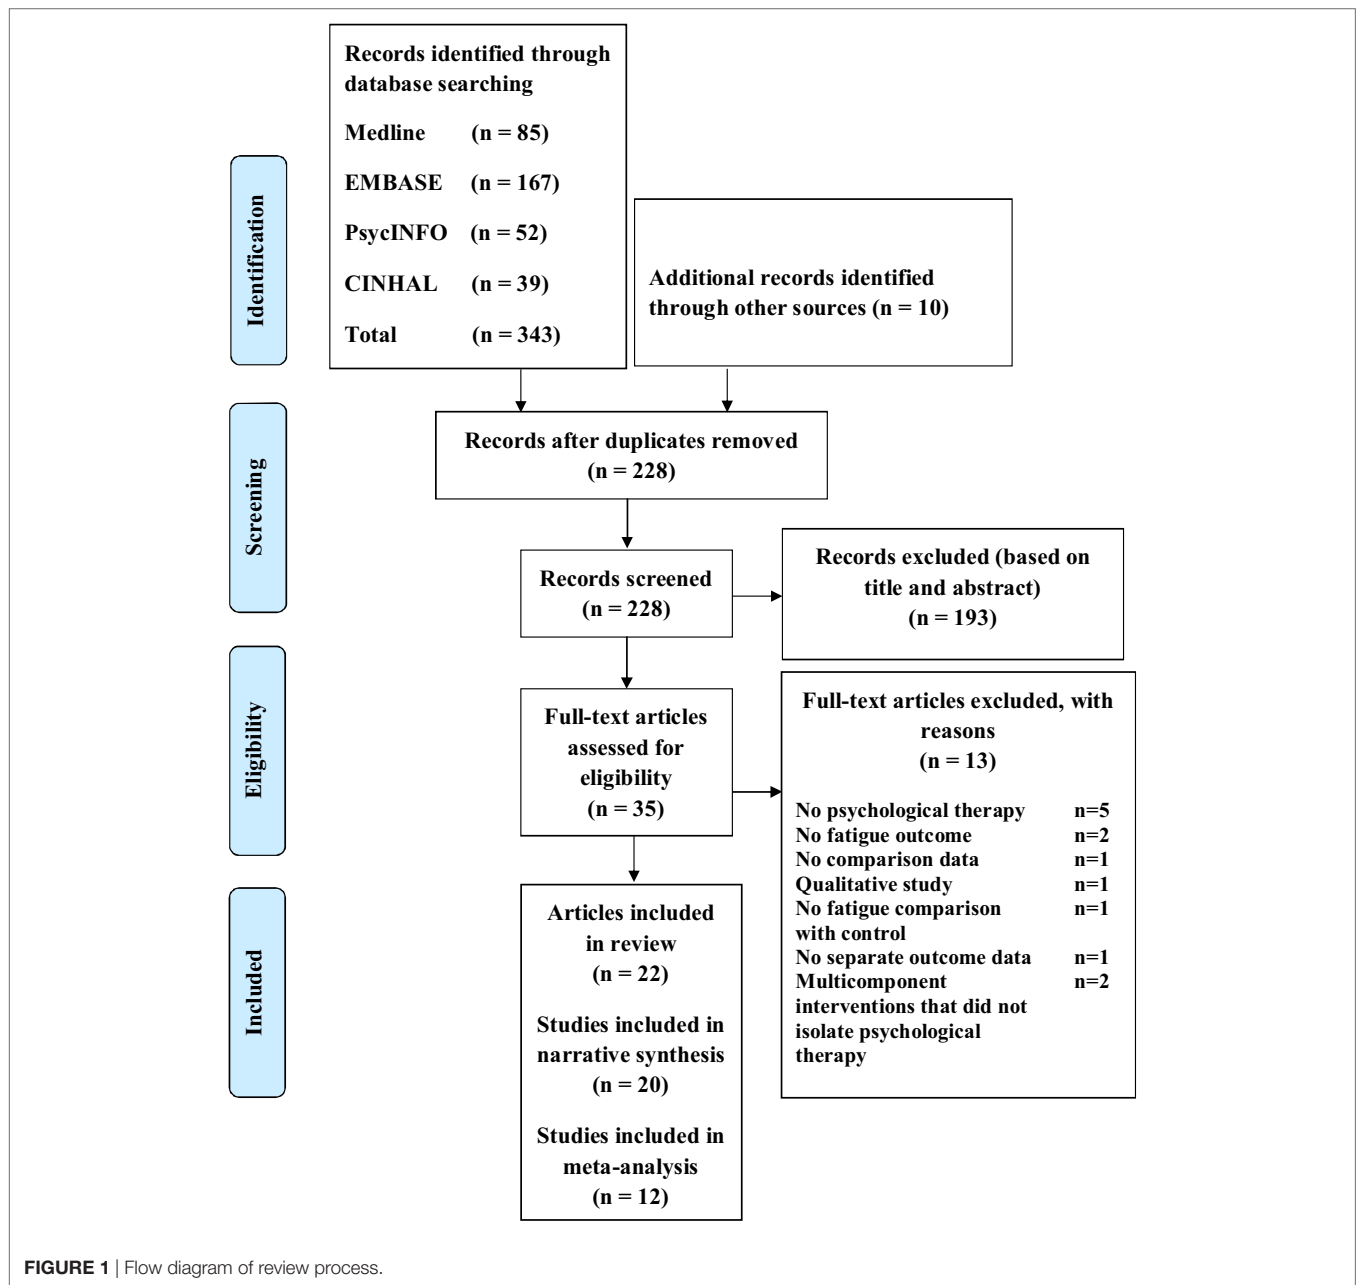 Records identified through
database searching
Medline (n = 85)
EMBASE (n = 167)
PsycINFO (n = 52)
CINHAL (n = 39)
Total (n = 343)
Additional records identified
through other sources (n = 10)
Identification
Records after duplicates removed
(n = 228)
Screening
Records screened
(n = 228)
Records excluded (based on
title and abstract)
(n = 193)
Eligibility
Full-text articles
assessed for
eligibility
(n = 35)
Full-text articles excluded, with
reasons
(n = 13)
No psychological therapy n=5
No fatigue outcome n=2
No comparison data n=1
Qualitative study n=1
No fatigue comparison n=1
with control
No separate outcome data n=1
Multicomponent n=2
interventions that did not
isolate psychological
therapy
Included
Articles included
in review
(n = 22)
Studies included in
narrative synthesis
(n = 20)
Studies included in
meta-analysis
(n = 12)
FIGURE 1 | Flow diagram of review process.